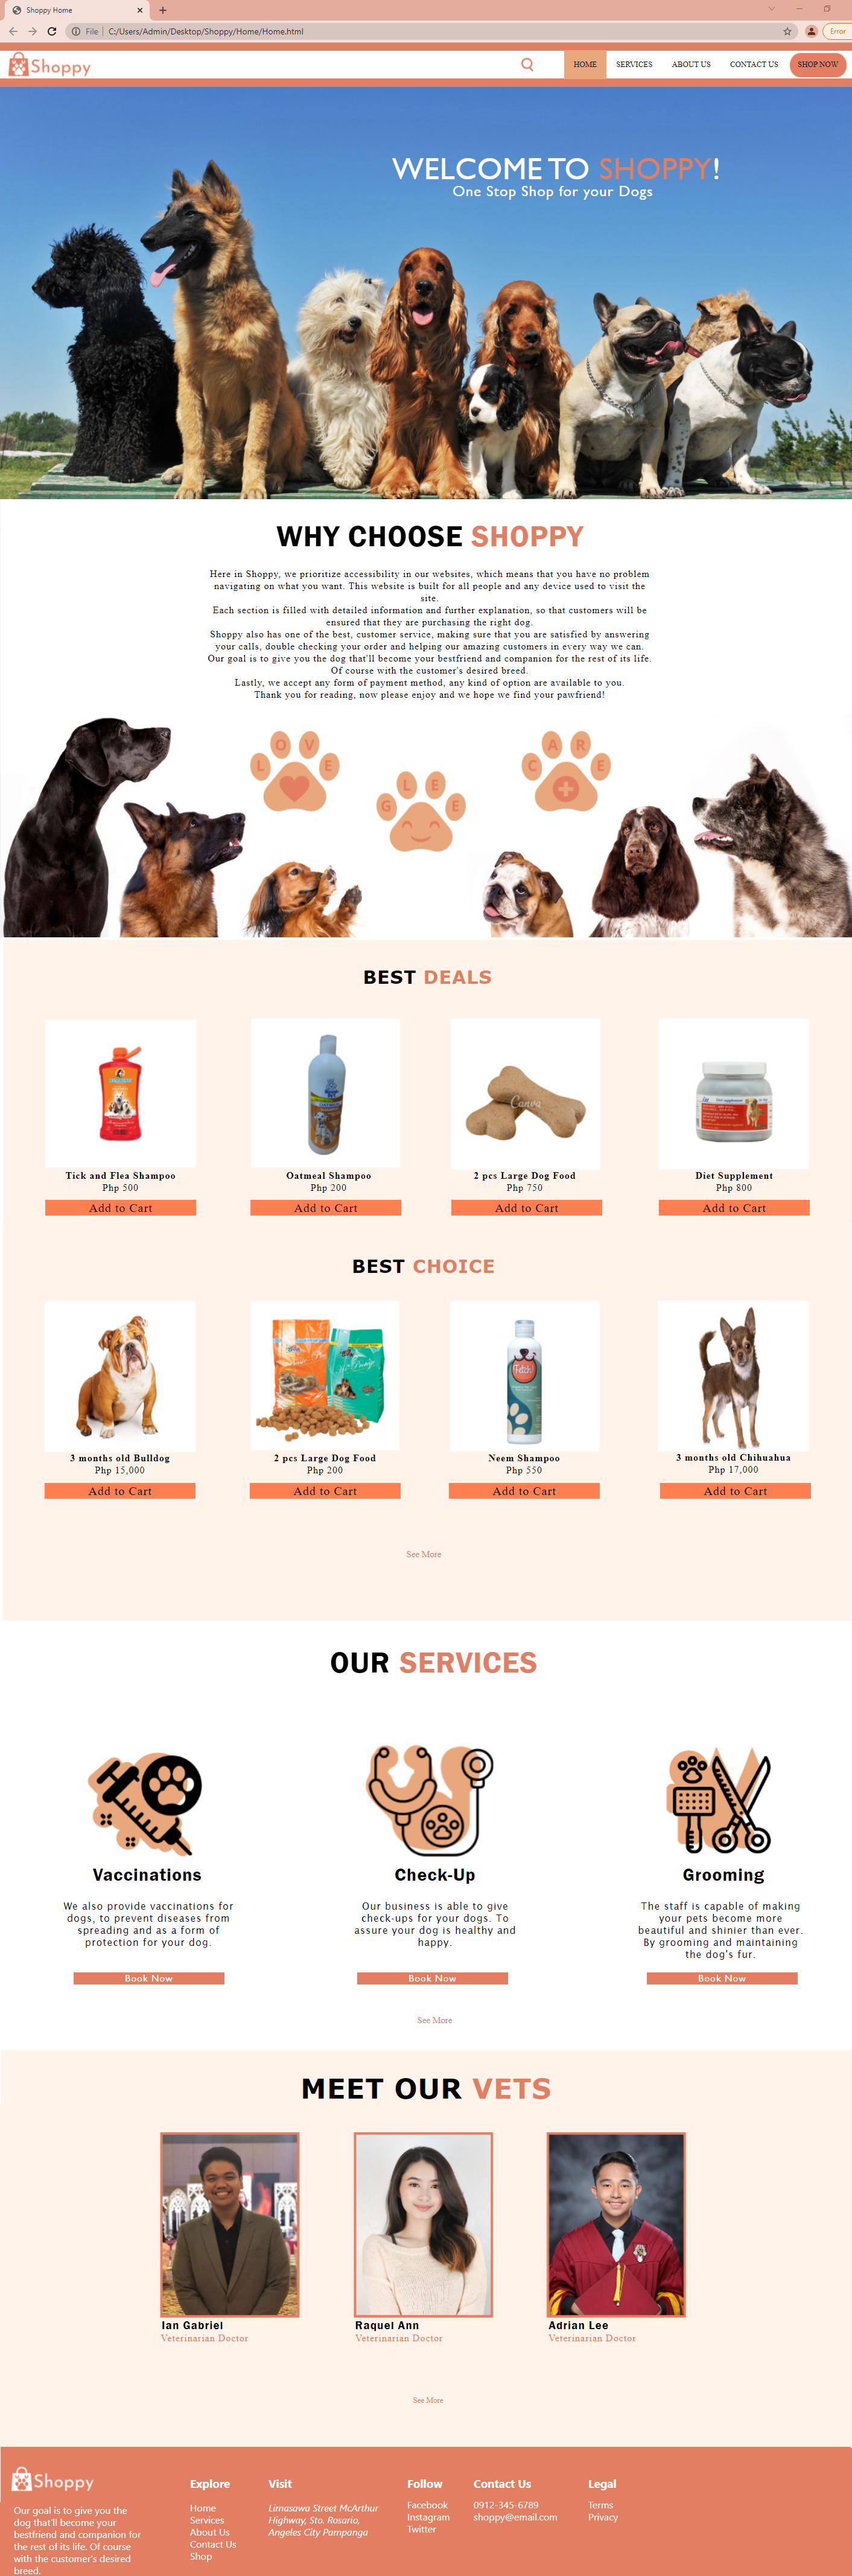 Shoppy Home
File
C:/Users/Admin/Desktop/Shoppy/Home/Home.html
Error
Shoppy
HOME
SERVICES
ABOUT US
CONTACT US
SHOP NOW
WELCOME TO SHOPPY!
One Stop Shop for your Dogs
WHY CHOOSE SHOPPY
Here in Shoppy, we prioritize accessibility in our websites, which means that you have no problem
navigating on what you want. This website is built for all people and any device used to visit the
site.
Each section is filled with detailed information and further explanation, so that customers will be
ensured that they are purchasing the right dog.
Shoppy also has one of the best, customer service, making sure that you are satisfied by answering
your calls, double checking your order and helping our amazing customers in every way we can.
Our goal is to give you the dog that'll become your bestfriend and companion for the rest of its life.
Of course with the customer's desired breed.
Lastly, we accept any form of payment method, any kind of option are available to you.
Thank you for reading, now please enjoy and we hope we find your pawfriend!
LOVE
GLEE
CARE
BEST DEALS
Canva
Tick and Flea Shampoo
Php 500
Add to Cart
Oatmeal Shampoo
Php 200
Add to Cart
2 pcs Large Dog Food
Php 750
Add to Cart
Diet Supplement
Php 800
Add to Cart
BEST CHOICE
Fetch!
3 months old Bulldog
Php 15,000
Add to Cart
2 pcs Large Dog Food
Php 200
Add to Cart
Neem Shampoo
Php 550
Add to Cart
3 months old Chihuahua
Php 17,000
Add to Cart
See More
OUR SERVICES
Vaccinations
We also provide vaccinations for
dogs, to prevent diseases from
spreading and as a form of
protection for your dog.
Book Now
Check-Up
Our business is able to give
check-ups for your dogs. To
assure your dog is healthy and
happy.
Book Now
Grooming
The staff is capable of making
your pets become more
beautiful and shinier than ever.
By grooming and maintaining
the dog's fur.
Book Now
See More
MEET OUR VETS
Ian Gabriel
Veterinarian Doctor
Raquel Ann
Veterinarian Doctor
Adrian Lee
Veterinarian Doctor
See More
Shoppy
Our goal is to give you the
dog that'll become your
bestfriend and companion for
the rest of its life. Of course
with the customer's desired
breed.
Explore
Home
Services
About Us
Contact Us
Shop
Visit
Limasawa Street McArthur
Highway, Sto. Rosario,
Angeles City Pampanga
Follow
Facebook
Instagram
Twitter
Contact Us
0912-345-6789
shoppy@email.com
Legal
Terms
Privacy